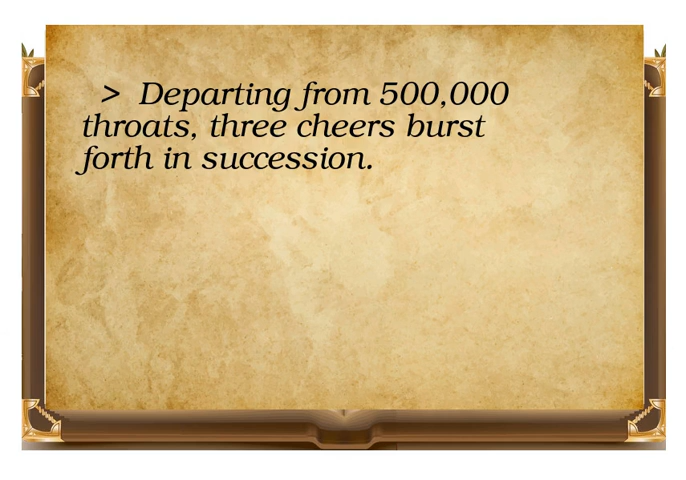 > Departing from 500,000
throats, three cheers burst
forth in succession.